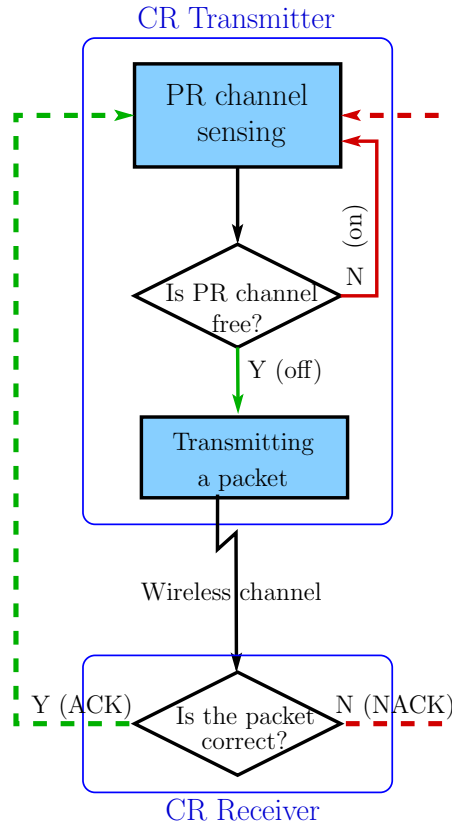 CR Transmitter
PR channel
sensing
(on)
N
Is PR channel
free?
Y (off)
Transmitting
a packet
Wireless channel
Y (ACK)
N (NACK)
Is the packet
correct?
CR Receiver